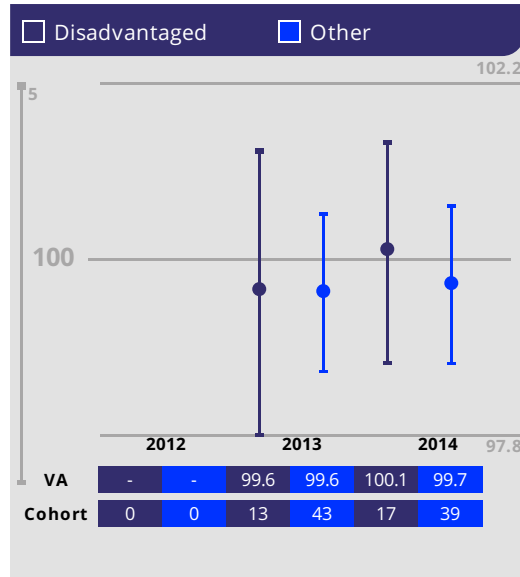 Disadvantaged Other
102.2
5
100
2012 2013 2014 97.8
VA - - 99.6 99.6 100.1 99.7
Cohort 0 0 13 43 17 39